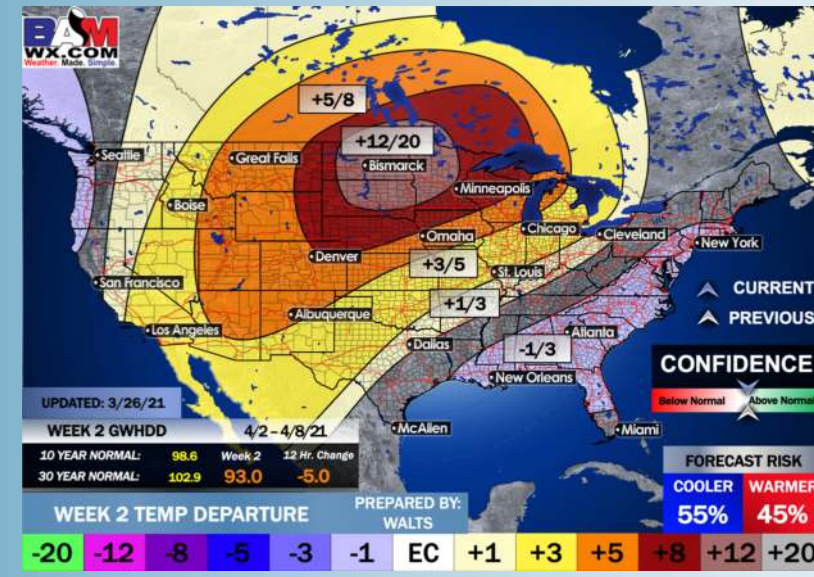 BAM
WX.COM
Weather. Made. Simple.
+5/8
+12/20
Seattle
Great Falls
Bismarck
Minneapolis
Boise
Omaha
Chicago
Cleveland
New York
Denver
+3/5
St. Louis
San Francisco
+1/3
CURRENT
PREVIOUS
Albuquerque
Los Angeles
Dallas
Atlanta
-1/3
New Orleans
CONFIDENCE
Below Normal Above Normal
McAllen
Miami
UPDATED: 3/26/21
WEEK 2 GWHDD 4/2 – 4/8/21
10 YEAR NORMAL: 98.6 Week 2 12 Hr. Change
30 YEAR NORMAL: 102.9 93.0 -5.0
FORECAST RISK
COOLER WARMER
55% 45%
WEEK 2 TEMP DEPARTURE
PREPARED BY:
WALTS
-20 -12 -8 -5 -3 -1 EC +1 +3 +5 +8 +12 +20